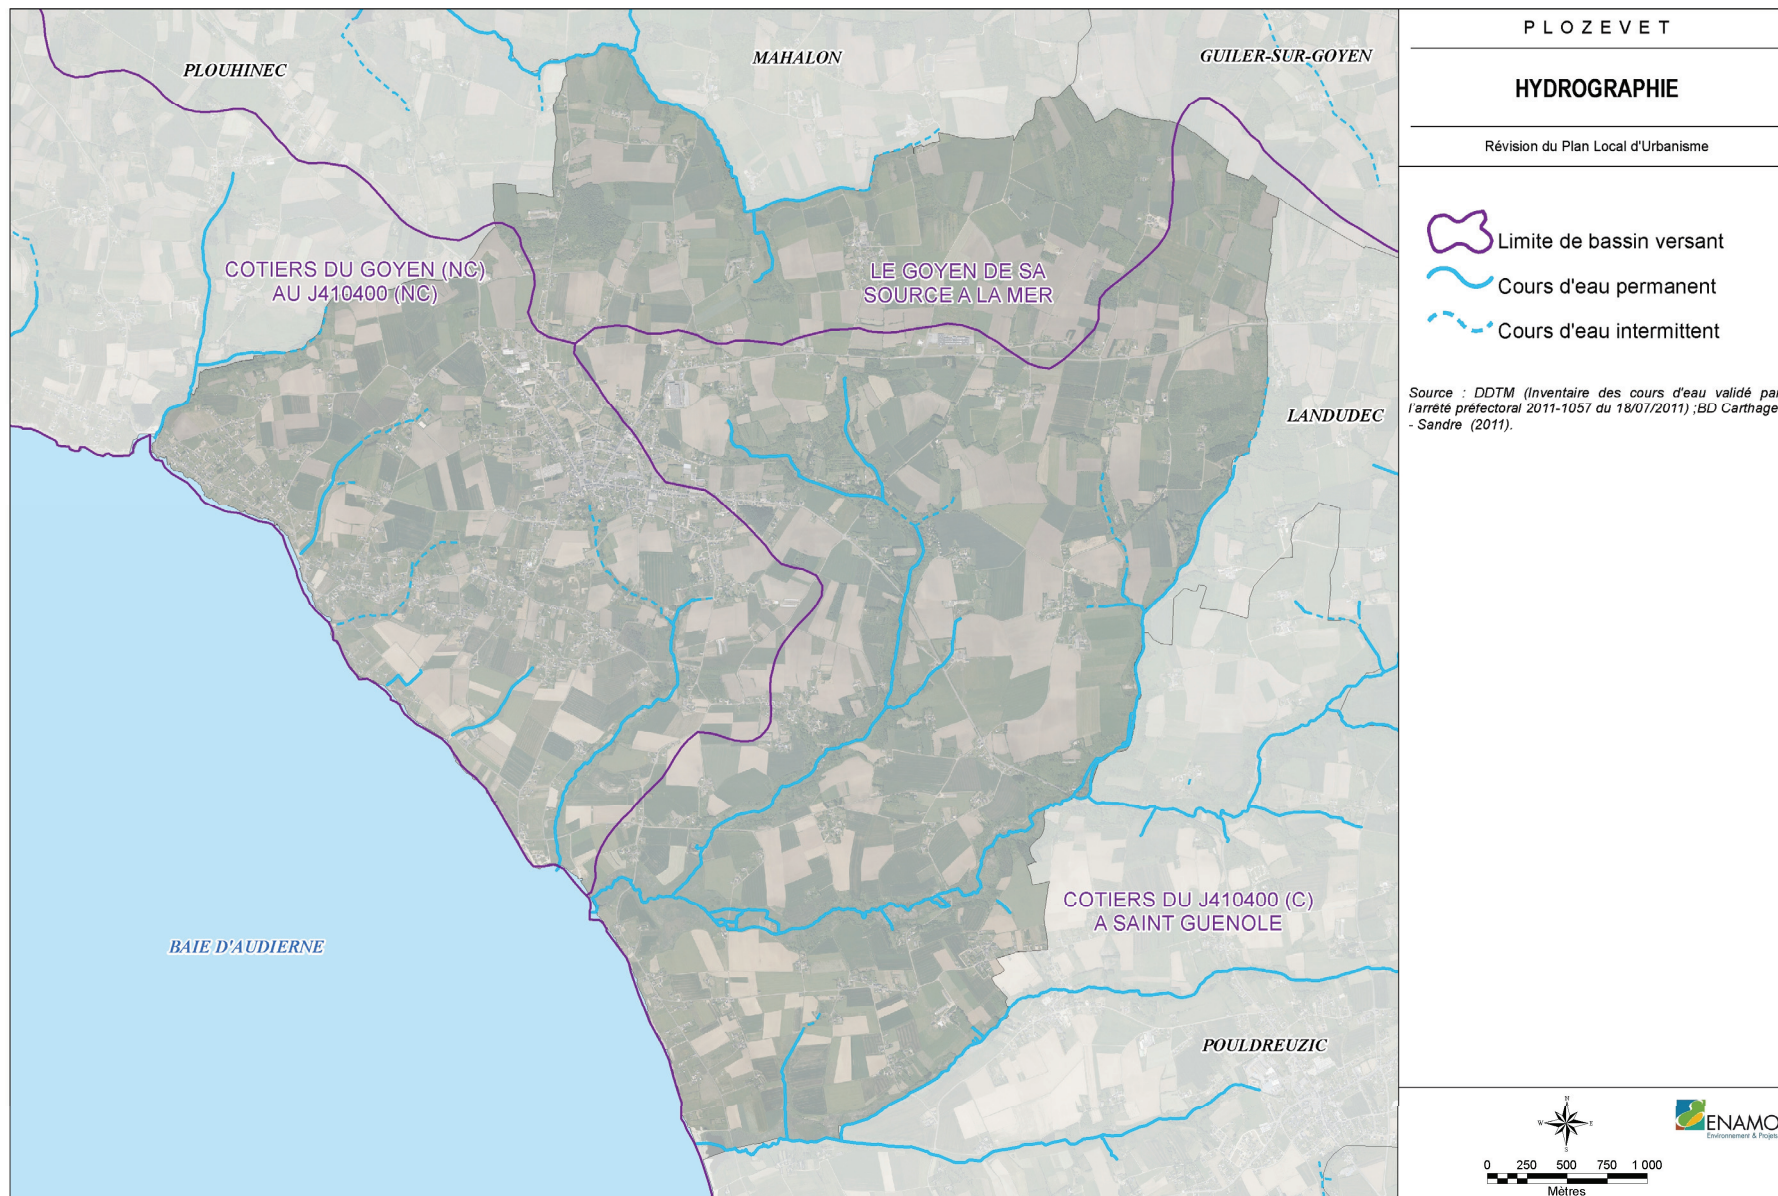 PLOZEVET
HYDROGRAPHIE
Révision du Plan Local d'Urbanisme
Limite de bassin versant
Cours d'eau permanent
Cours d'eau intermittent
Source : DDTM (Inventaire des cours d'eau validé par
l'arrété préfectoral 2011-1057 du 18/07/2011) ;BD Carthage
- Sandre (2011).
PLOUHINEC
MAHALON
GUILER-SUR-GOYEN
COTIERS DU GOYEN (NC)
AU J410400 (NC)
LE GOYEN DE SA
SOURCE A LA MER
LANDUDEC
COTIERS DU J410400 (C)
A SAINT GUENOLE
BAIE D'AUDIERNE
POULDREUZIC
N
W E
S
ENAMO
Environnement & Projets
0 250 500 750 1 000
Mètres